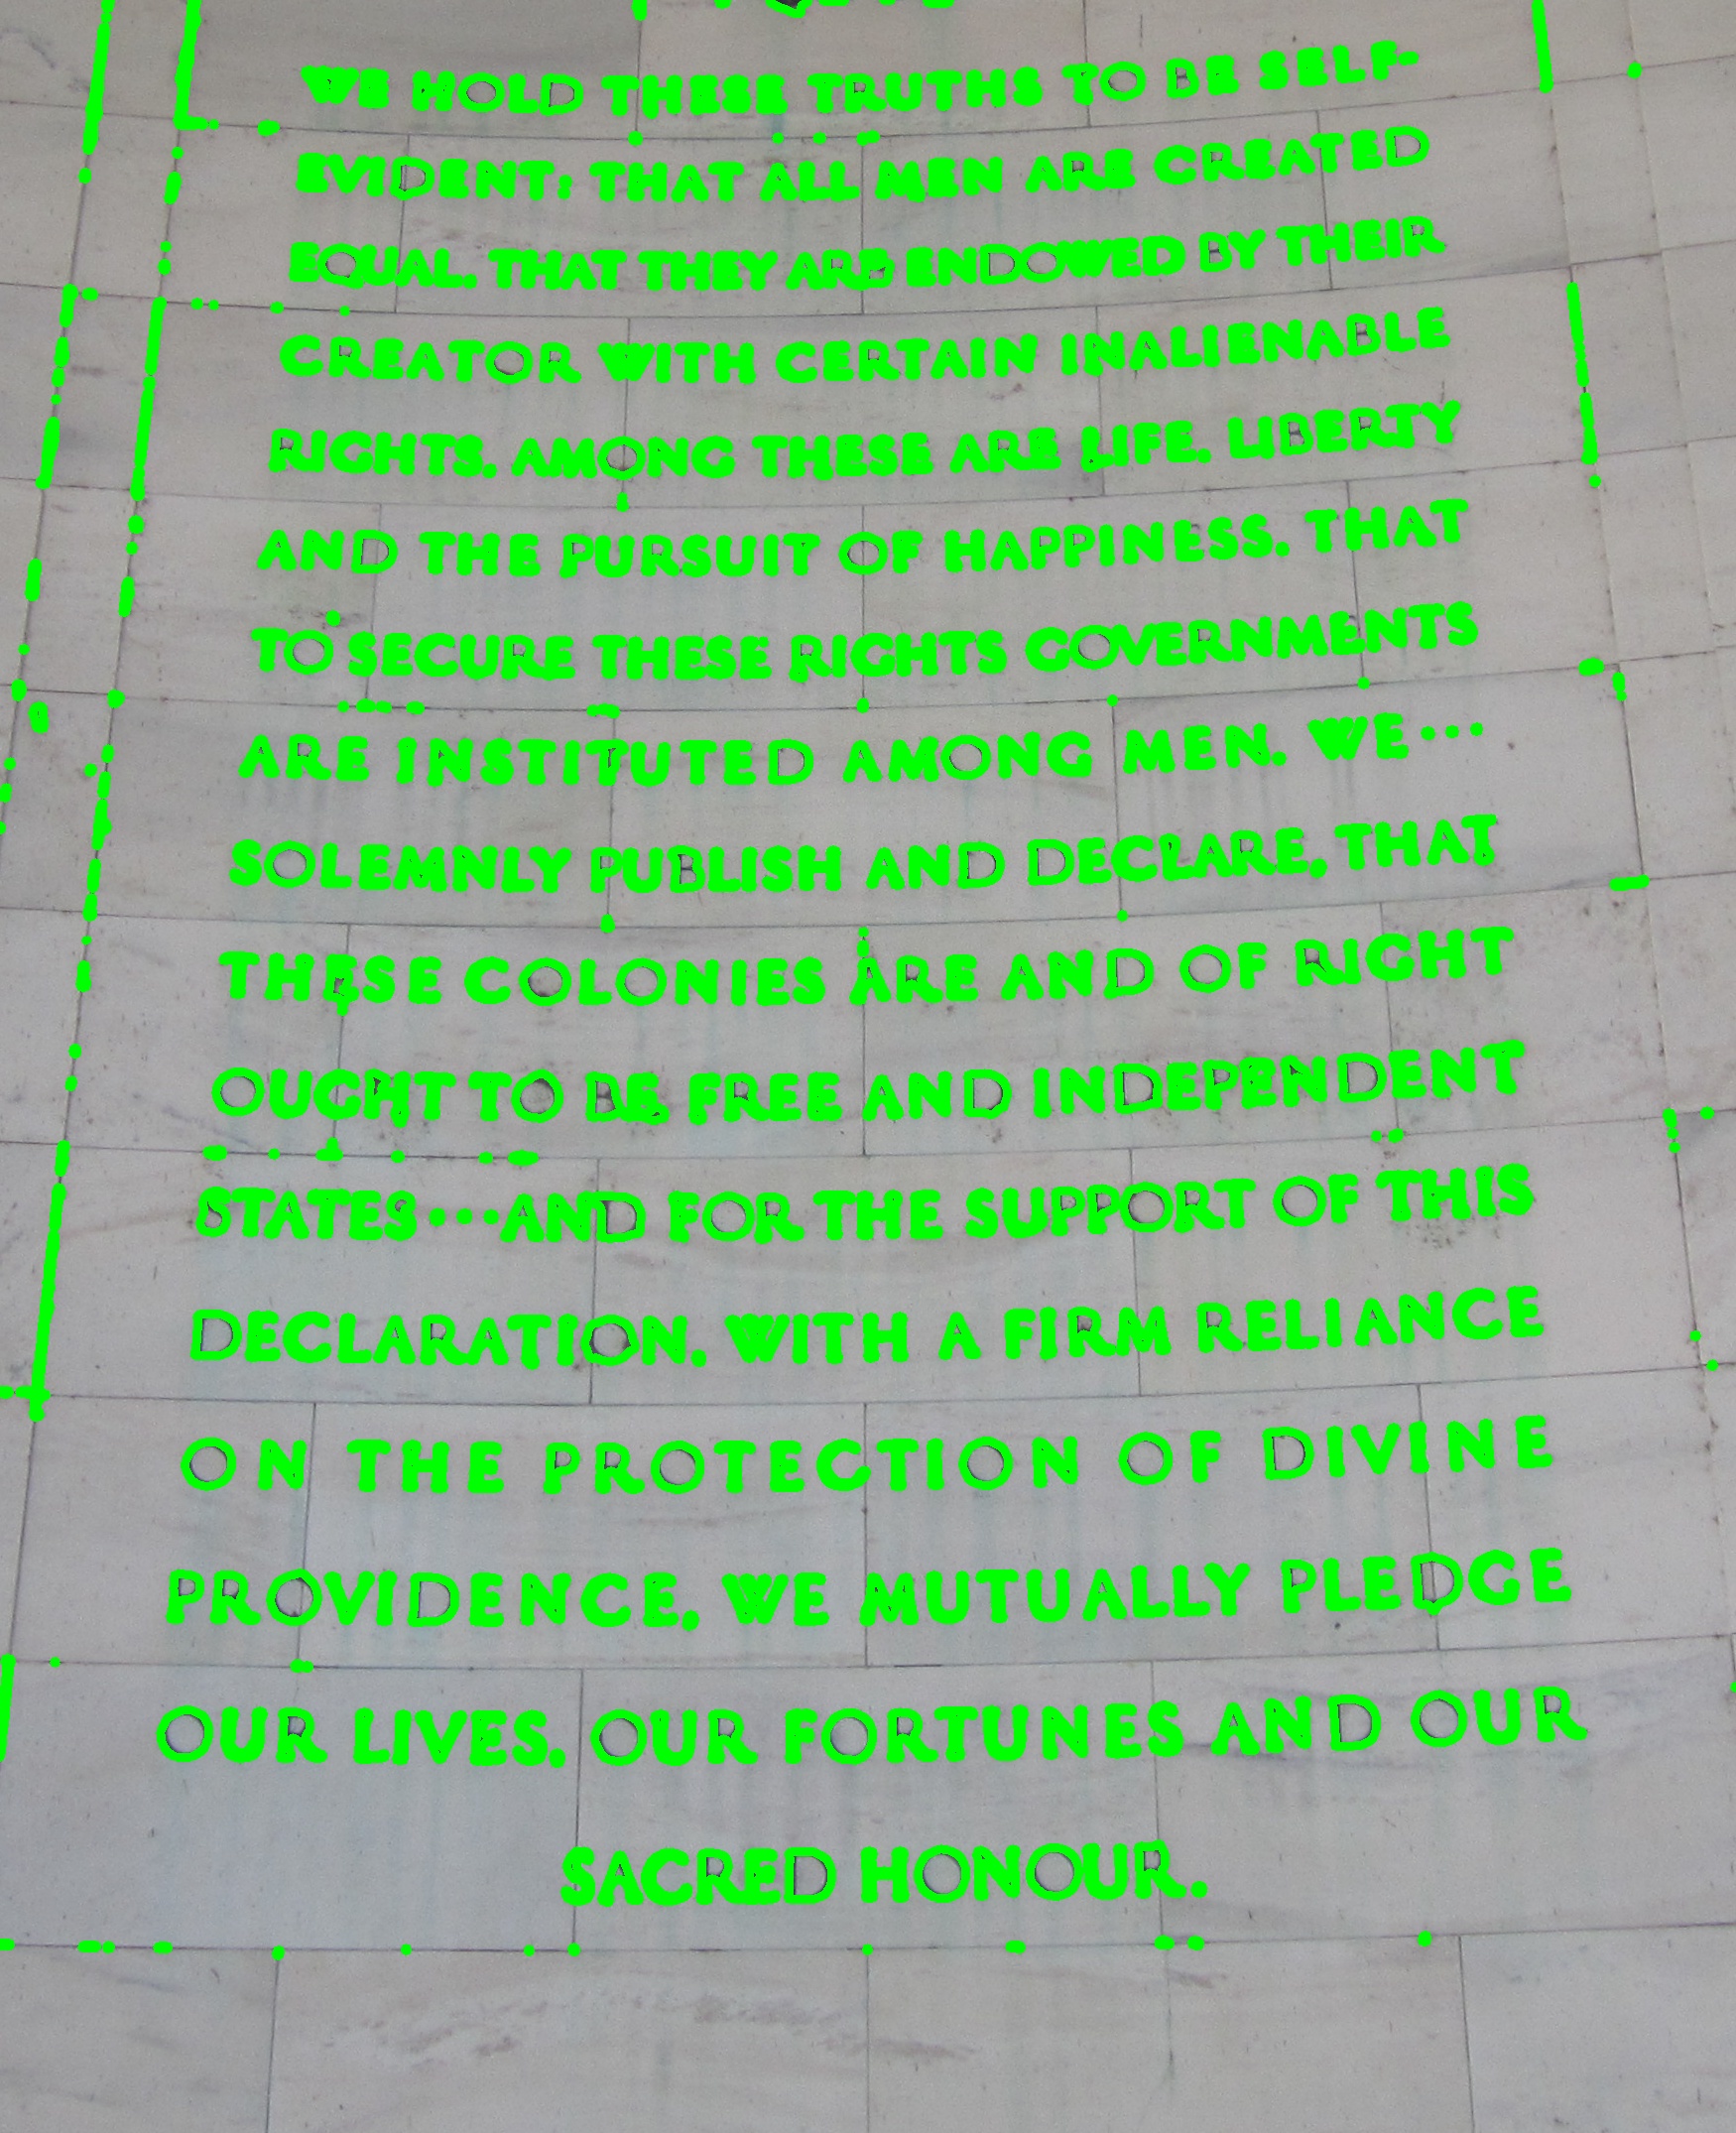 WE HOLD THESE TRUTHS TO BE SELF-
EVIDENT: THAT ALL MEN ARE CREATED
EQUAL. THAT THEY ARE ENDOWED BY THEIR
CREATOR WITH CERTAIN INALIENABLE
RIGHTS. AMONG THESE ARE LIFE. LIBERTY
AND THE PURSUIT OF HAPPINESS. THAT
TO SECURE THESE RIGHTS GOVERNMENTS
ARE INSTITUTED AMONG MEN. WE···
SOLEMNLY PUBLISH AND DECLARE, THAT
THESE COLONIES ARE AND OF RIGHT
OUGHT TO BE FREE AND INDEPENDENT
STATES···AND FOR THE SUPPORT OF THIS
DECLARATION, WITH A FIRM RELIANCE
ON THE PROTECTION OF DIVINE
PROVIDENCE, WE MUTUALLY PLEDGE
OUR LIVES, OUR FORTUNES AND OUR
SACRED HONOUR.